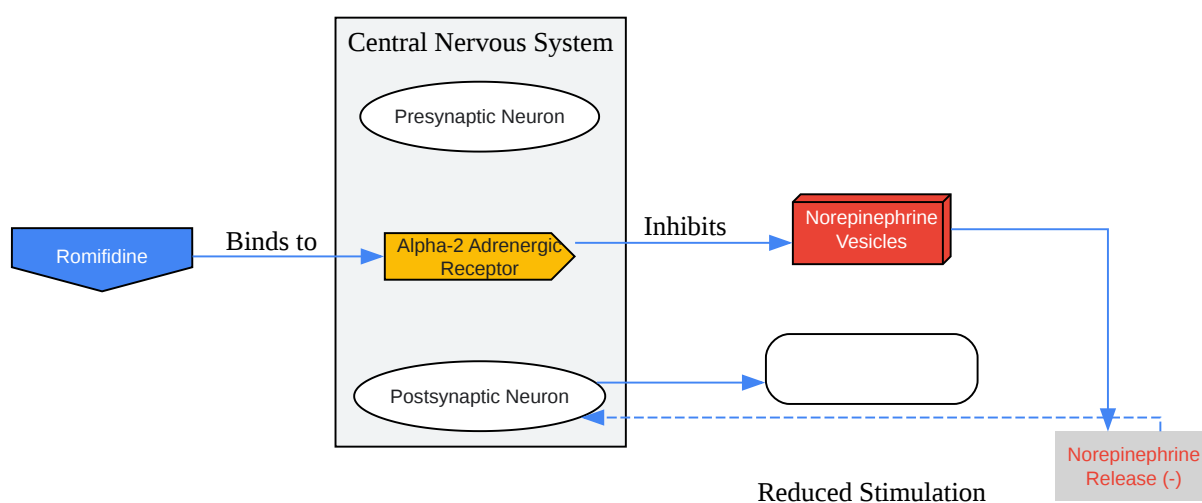 Central Nervous System
Presynaptic Neuron
Romifidine
Binds to
Alpha-2 Adrenergic
Receptor
Inhibits
Norepinephrine
Vesicles
Postsynaptic Neuron
Norepinephrine
Release (-)
Reduced Stimulation